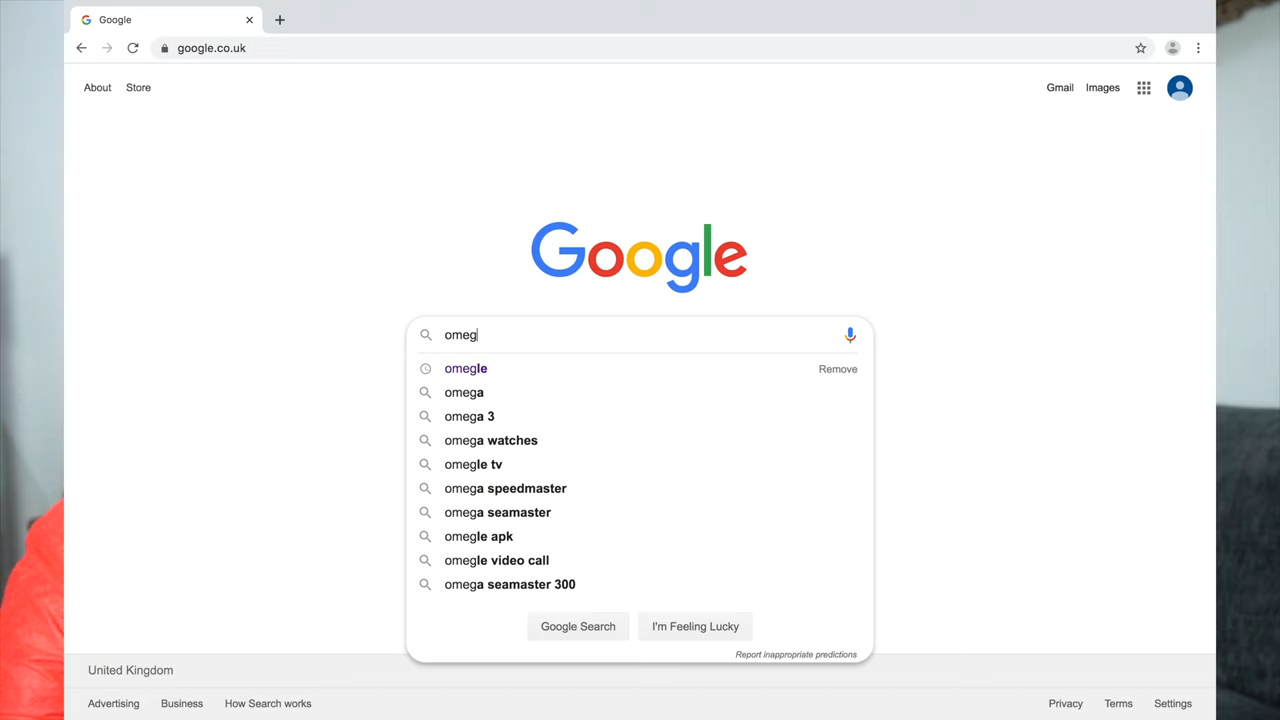 Google
google.co.uk
About Store Gmail Images
Google
omeg
omegle Remove
omega
omega 3
omega watches
omegle tv
omega speedmaster
omega seamaster
omegle apk
omegle video call
omega seamaster 300
Google Search I'm Feeling Lucky
Report inappropriate predictions
United Kingdom
Advertising Business How Search works Privacy Terms Settings